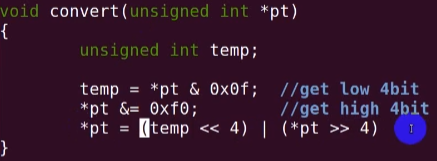 void convert(unsigned int *pt)
{
        unsigned int temp;
        temp = *pt & 0x0f;  //get low 4bit
        *pt &= 0xf0;        //get high 4bit
        *pt = (temp << 4) | (*pt >> 4)
}